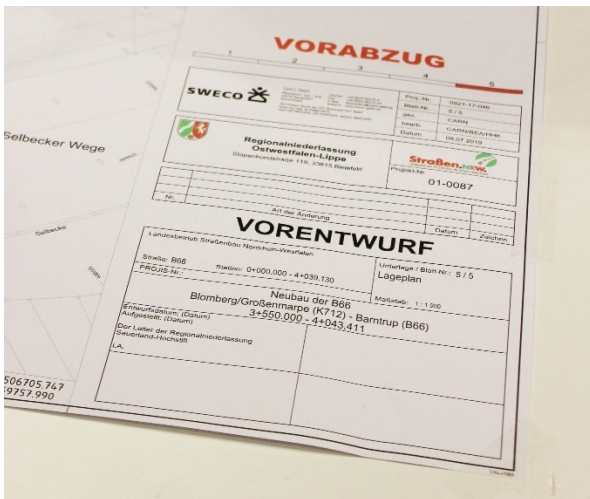 VORABZUG
1 2 3 4 5
SWECO
Proj.-Nr. 0921-17-046
Blatt-Nr. 5 / 5
gez. CARN
bearb. CARN/BEA/HHK
Datum 09.07.2019
Regionalniederlassung
Ostwestfalen-Lippe
Stapenhorststraße 119, 33615 Bielefeld
Straßen.NRW.
Projekt-Nr.
01-0087
Nr. Art der Änderung Datum Zeichen
VORENTWURF
Landesbetrieb Straßenbau Nordrhein-Westfalen
Unterlage / Blatt-Nr.: 5 / 5
Lageplan
Straße: B66 Station: 0+000,000 - 4+039,130
PROJIS-Nr.:
Maßstab: 1 : 1 000
Neubau der B66
Blomberg/Großenmarpe (K712) - Barntrup (B66)
3+550.000 - 4+043,411
Entwurfsdatum: (Datum)
Aufgestellt: (Datum)
Der Leiter der Regionalniederlassung
Sauerland-Hochstift
i.A.
Selbecker Wege
Selbecker
506705.747
59757.990